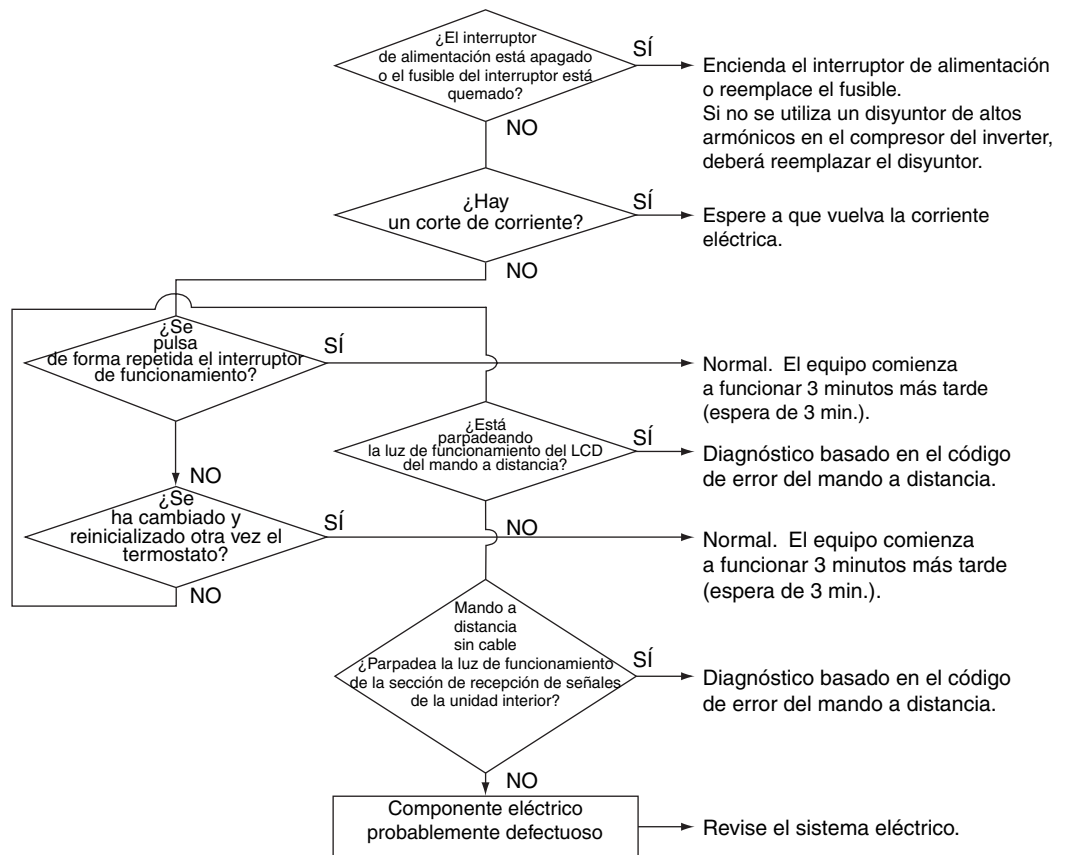 ¿El interruptor
de alimentación está apagado
o el fusible del interruptor está
quemado?
SÍ
Encienda el interruptor de alimentación
o reemplace el fusible.
Si no se utiliza un disyuntor de altos
armónicos en el compresor del inverter,
deberá reemplazar el disyuntor.
NO
¿Hay
un corte de corriente?
SÍ
Espere a que vuelva la corriente
eléctrica.
NO
¿Se
pulsa
de forma repetida el interruptor
de funcionamiento?
SÍ
Normal. El equipo comienza
a funcionar 3 minutos más tarde
(espera de 3 min.).
NO
¿Está
parpadeando
la luz de funcionamiento del LCD
del mando a distancia?
SÍ
Diagnóstico basado en el código
de error del mando a distancia.
NO
¿Se
ha cambiado y
reinicializado otra vez el
termostato?
SÍ
Normal. El equipo comienza
a funcionar 3 minutos más tarde
(espera de 3 min.).
NO
Mando a
distancia
sin cable
¿Parpadea la luz de funcionamiento
de la sección de recepción de señales
de la unidad interior?
SÍ
Diagnóstico basado en el código
de error del mando a distancia.
NO
Componente eléctrico
probablemente defectuoso
Revise el sistema eléctrico.